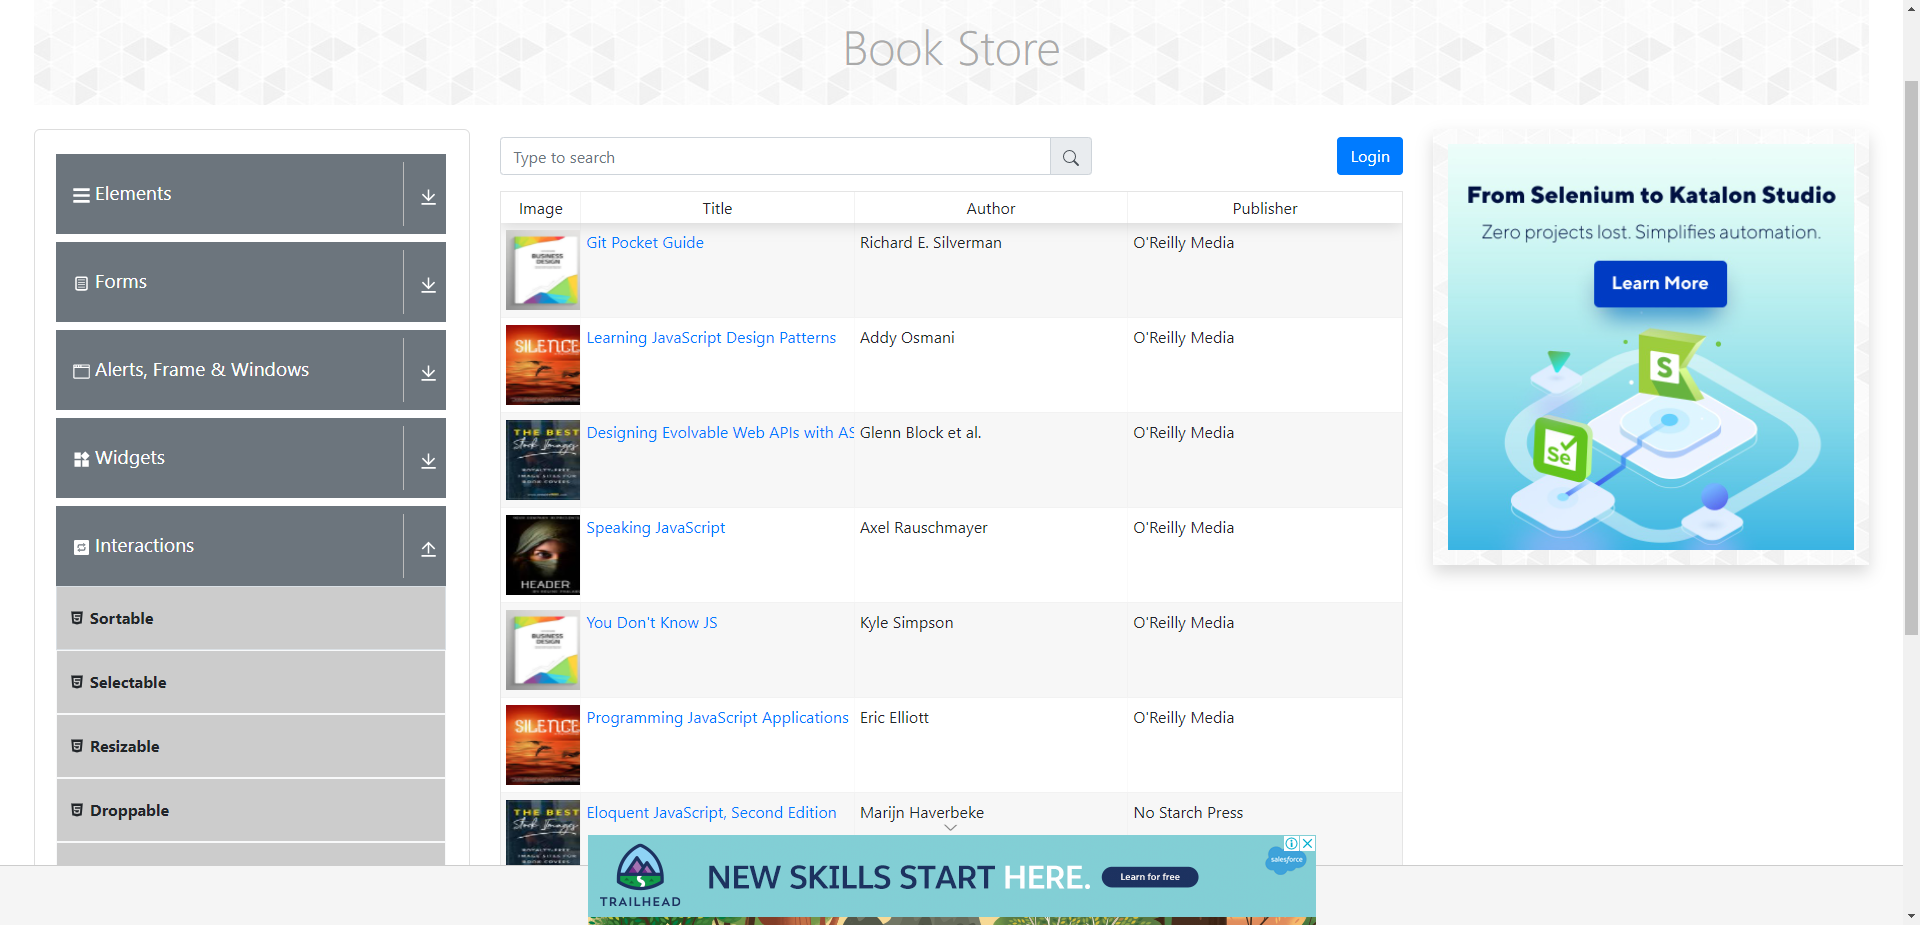 Book Store
Elements
Forms
Alerts, Frame & Windows
Widgets
Interactions
Sortable
Selectable
Resizable
Droppable
Type to search
Login
Image Title Author Publisher
BUSINESS
DESIGN
Git Pocket Guide Richard E. Silverman O'Reilly Media
SILENCE
Learning JavaScript Design Patterns Addy Osmani O'Reilly Media
THE BEST
Stock Images
Designing Evolvable Web APIs with AS Glenn Block et al. O'Reilly Media
HEADER
Speaking JavaScript Axel Rauschmayer O'Reilly Media
BUSINESS
DESIGN
You Don't Know JS Kyle Simpson O'Reilly Media
SILENCE
Programming JavaScript Applications Eric Elliott O'Reilly Media
THE BEST
Stock Images
Eloquent JavaScript, Second Edition Marijn Haverbeke No Starch Press
From Selenium to Katalon Studio
Zero projects lost. Simplifies automation.
Learn More
S
Se
TRAILHEAD
NEW SKILLS START HERE.
Learn for free
salesforce